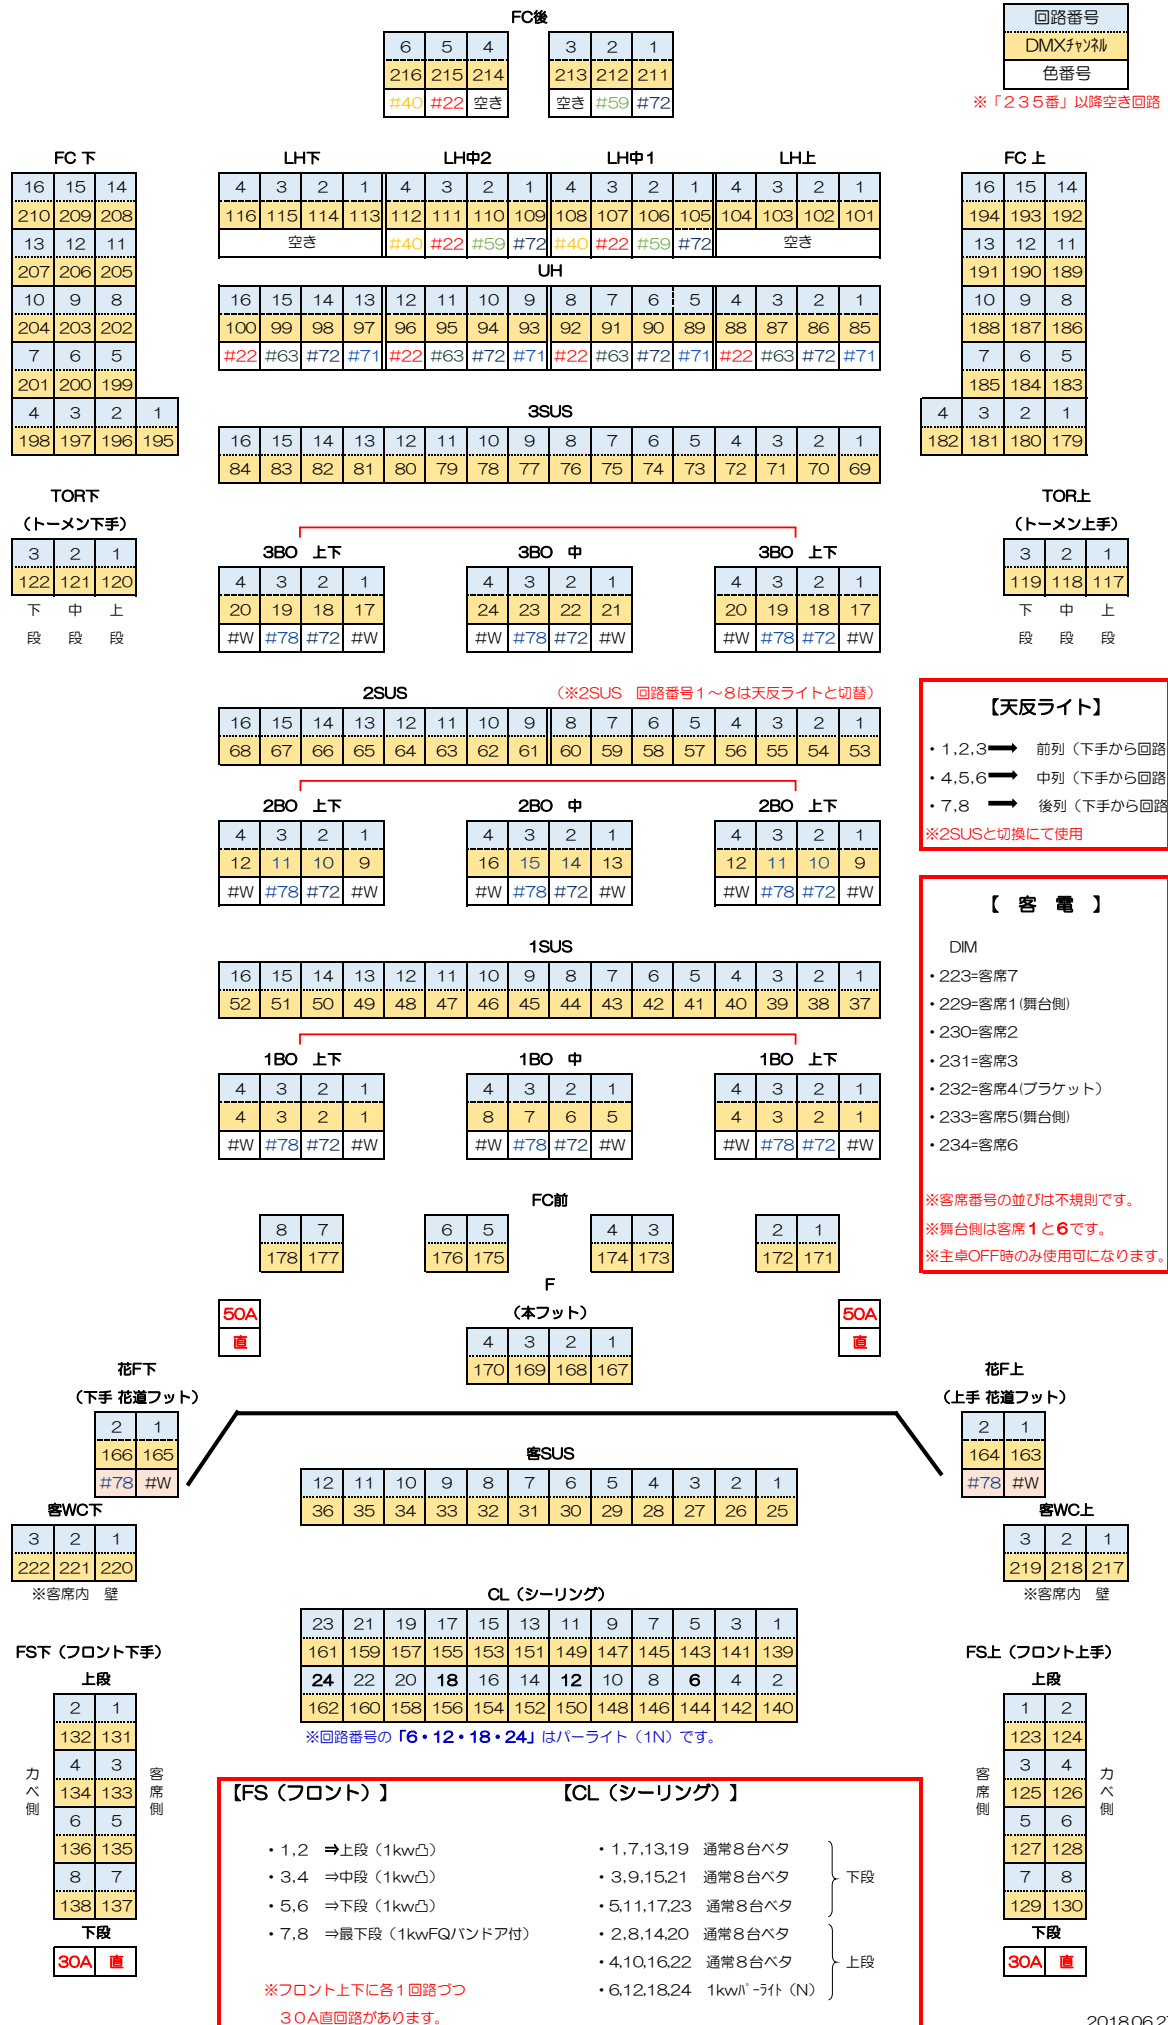 FC後
回路番号
6 5 4 3 2 1
DMXﾁｬﾝﾈﾙ
216 215 214 213 212 211
色番号
#40 #22 空き 空き #59 #72
※「２３５番」以降空き回路
FC 下 LH下 LH中2 LH中1 LH上 FC 上
16 15 14 4 3 2 1 4 3 2 1 4 3 2 1 4 3 2 1 16 15 14
210 209 208 116 115 114 113 112 111 110 109 108 107 106 105 104 103 102 101 194 193 192
13 12 11 空き #40 #22 #59 #72 #40 #22 #59 #72 空き 13 12 11
207 206 205 UH 191 190 189
10 9 8 16 15 14 13 12 11 10 9 8 7 6 5 4 3 2 1 10 9 8
204 203 202 100 99 98 97 96 95 94 93 92 91 90 89 88 87 86 85 188 187 186
7 6 5 #22 #63 #72 #71 #22 #63 #72 #71 #22 #63 #72 #71 #22 #63 #72 #71 7 6 5
201 200 199 185 184 183
4 3 2 1 3SUS 4 3 2 1
198 197 196 195 16 15 14 13 12 11 10 9 8 7 6 5 4 3 2 1 182 181 180 179
84 83 82 81 80 79 78 77 76 75 74 73 72 71 70 69
TOR下 TOR上
（トーメン下手） （トーメン上手）
3 2 1 3BO 上下 3BO 中 3BO 上下 3 2 1
122 121 120 4 3 2 1 4 3 2 1 4 3 2 1 119 118 117
下 中 上 20 19 18 17 24 23 22 21 20 19 18 17 下 中 上
段 段 段 #W #78 #72 #W #W #78 #72 #W #W #78 #72 #W 段 段 段
2SUS （※2SUS 回路番号１～８は天反ライトと切替）
16 15 14 13 12 11 10 9 8 7 6 5 4 3 2 1
68 67 66 65 64 63 62 61 60 59 58 57 56 55 54 53
【天反ライト】
・1,2,3➡ 前列（下手から回路
・4,5,6➡ 中列（下手から回路
・7,8 ➡ 後列（下手から回路
※2SUSと切換にて使用
2BO 上下 2BO 中 2BO 上下
4 3 2 1 4 3 2 1 4 3 2 1
12 11 10 9 16 15 14 13 12 11 10 9
#W #78 #72 #W #W #78 #72 #W #W #78 #72 #W
【 客 電 】
DIM
・223=客席7
・229=客席1(舞台側)
・230=客席2
・231=客席3
・232=客席4(ブラケット）
・233=客席5(舞台側)
・234=客席6
※客席番号の並びは不規則です。
※舞台側は客席１と６です。
※主卓OFF時のみ使用可になります。
1SUS
16 15 14 13 12 11 10 9 8 7 6 5 4 3 2 1
52 51 50 49 48 47 46 45 44 43 42 41 40 39 38 37
1BO 上下 1BO 中 1BO 上下
4 3 2 1 4 3 2 1 4 3 2 1
4 3 2 1 8 7 6 5 4 3 2 1
#W #78 #72 #W #W #78 #72 #W #W #78 #72 #W
FC前
8 7 6 5 4 3 2 1
178 177 176 175 174 173 172 171
F
50A （本フット） 50A
直 4 3 2 1 直
170 169 168 167
花F下 花F上
（下手 花道フット） （上手 花道フット）
2 1 2 1
166 165 164 163
#78 #W 客SUS #78 #W
12 11 10 9 8 7 6 5 4 3 2 1
36 35 34 33 32 31 30 29 28 27 26 25
客WC下 客WC上
3 2 1 3 2 1
222 221 220 219 218 217
※客席内 壁 ※客席内 壁
CL（シーリング）
23 21 19 17 15 13 11 9 7 5 3 1
161 159 157 155 153 151 149 147 145 143 141 139
24 22 20 18 16 14 12 10 8 6 4 2
162 160 158 156 154 152 150 148 146 144 142 140
※回路番号の「6・12・18・24」はパーライト（1N）です。
FS下（フロント下手）
上段
2 1
132 131
4 3
134 133
6 5
136 135
8 7
138 137
カベ側
客席側
下段
30A 直
FS上（フロント上手）
上段
1 2
123 124
3 4
125 126
5 6
127 128
7 8
129 130
客席側
カベ側
下段
30A 直
【FS（フロント）】
・1,2 ⇒上段（1kw凸）
・3,4 ⇒中段（1kw凸）
・5,6 ⇒下段（1kw凸）
・7,8 ⇒最下段（1kwFQバンドア付）
※フロント上下に各１回路づつ
３０A直回路があります。
【CL（シーリング）】
・1,7,13,19 通常８台ベタ
・3,9,15,21 通常８台ベタ
・5,11,17,23 通常８台ベタ
下段
・2,8,14,20 通常８台ベタ
・4,10,16,22 通常８台ベタ
・6,12,18,24 1kwﾊﾟｰﾗｲﾄ（N）
上段